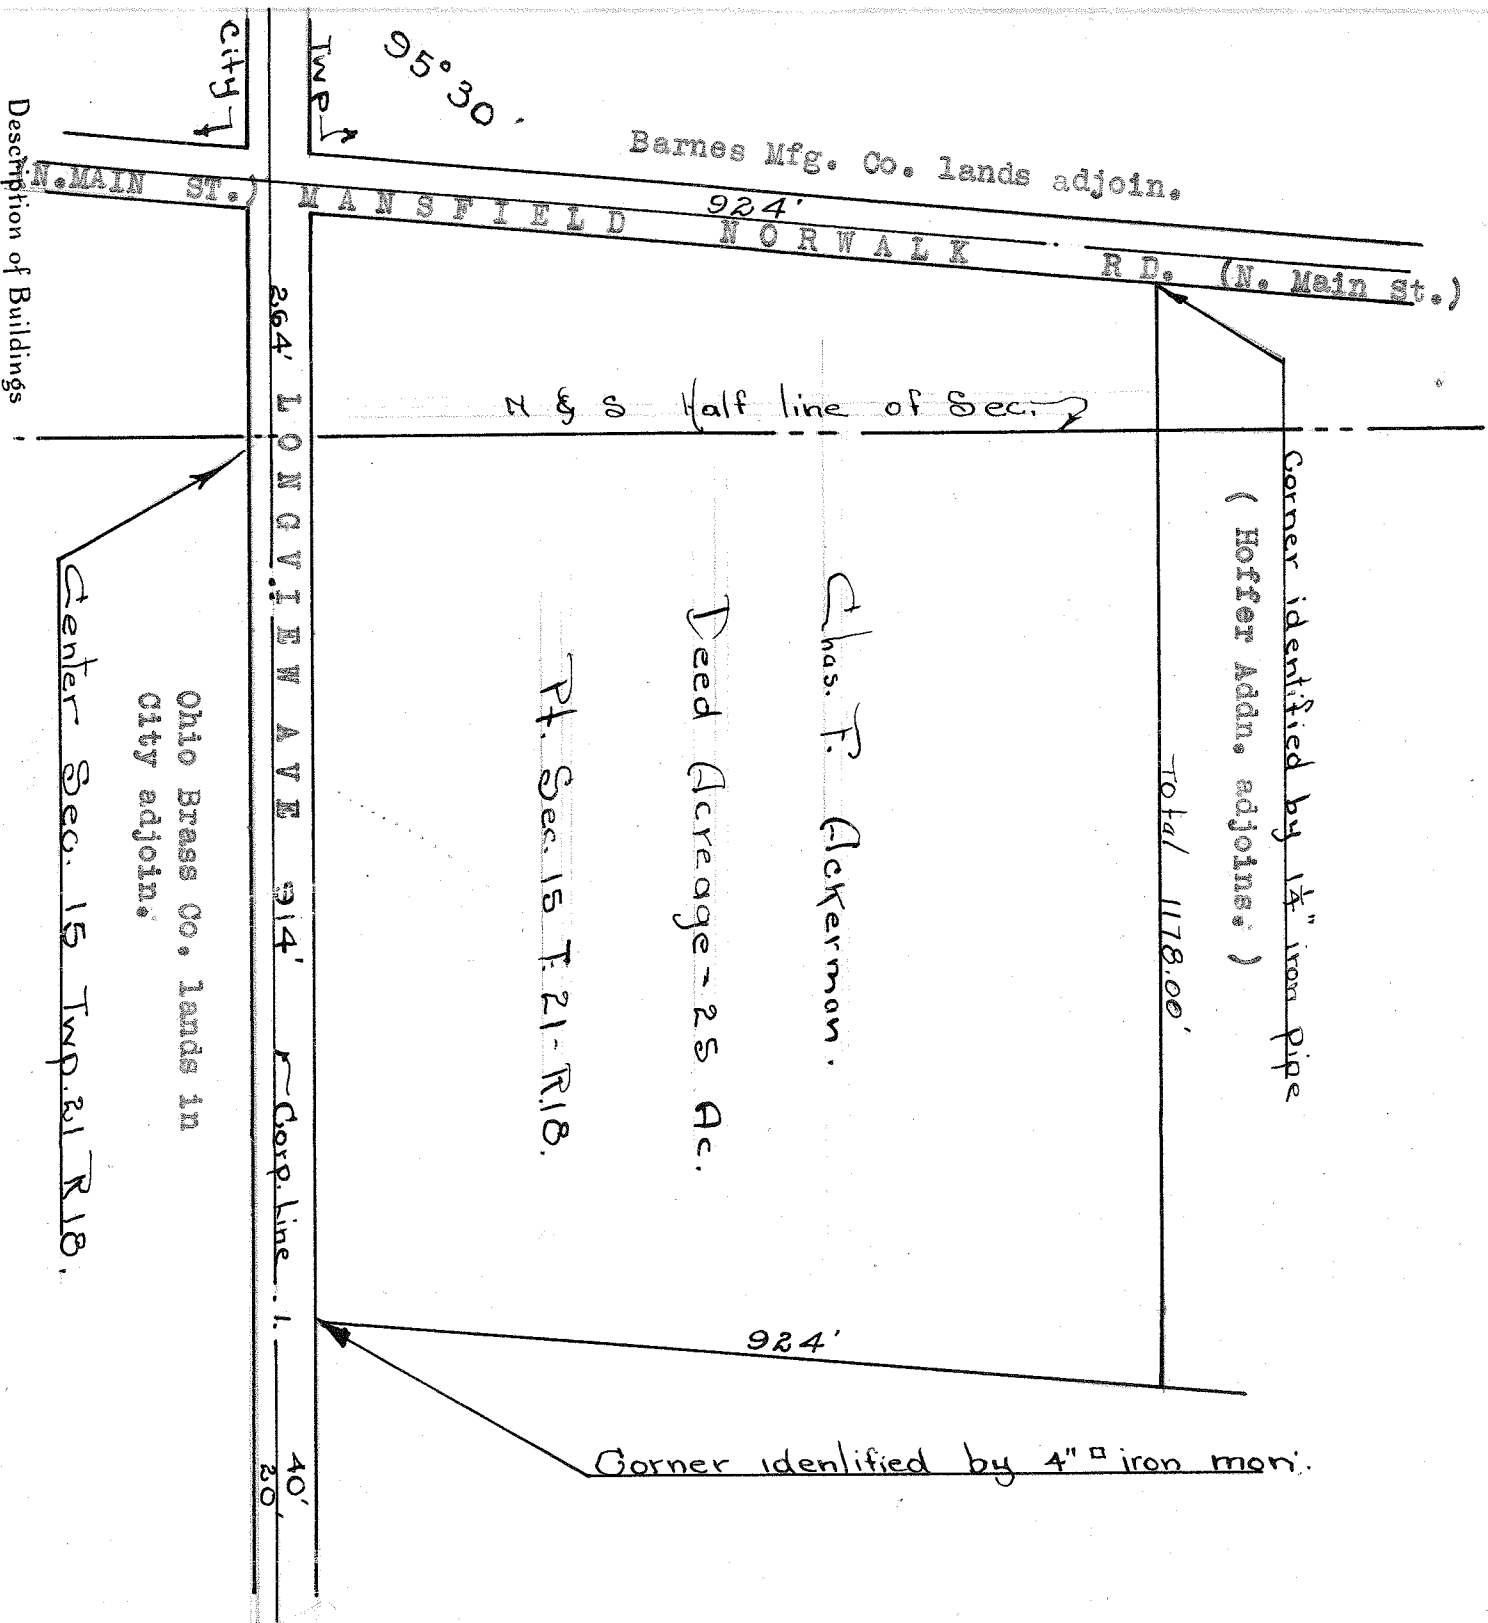 City
Twp.
95°30'
Barnes Mfg. Co. lands adjoin.
924'
N.MAIN ST.) MANSFIELD NORWALK RD. (N. Main St.)
Description of Buildings
N & S Half line of Sec.
264' LONGVIEW AVE 914' Corp. Line
40'
20'
Corner identified by 1¼" iron pipe
( Hoffer Addn. adjoins. )
Total 1178.00'
Chas. F. Ackerman.
Deed Acreage - 25 Ac.
Pt. Sec. 15 T. 21 - R.18.
Ohio Brass Co. lands in
City adjoin.
Center Sec. 15 Twp. 21 R 18.
924'
Corner identified by 4" □ iron mon.